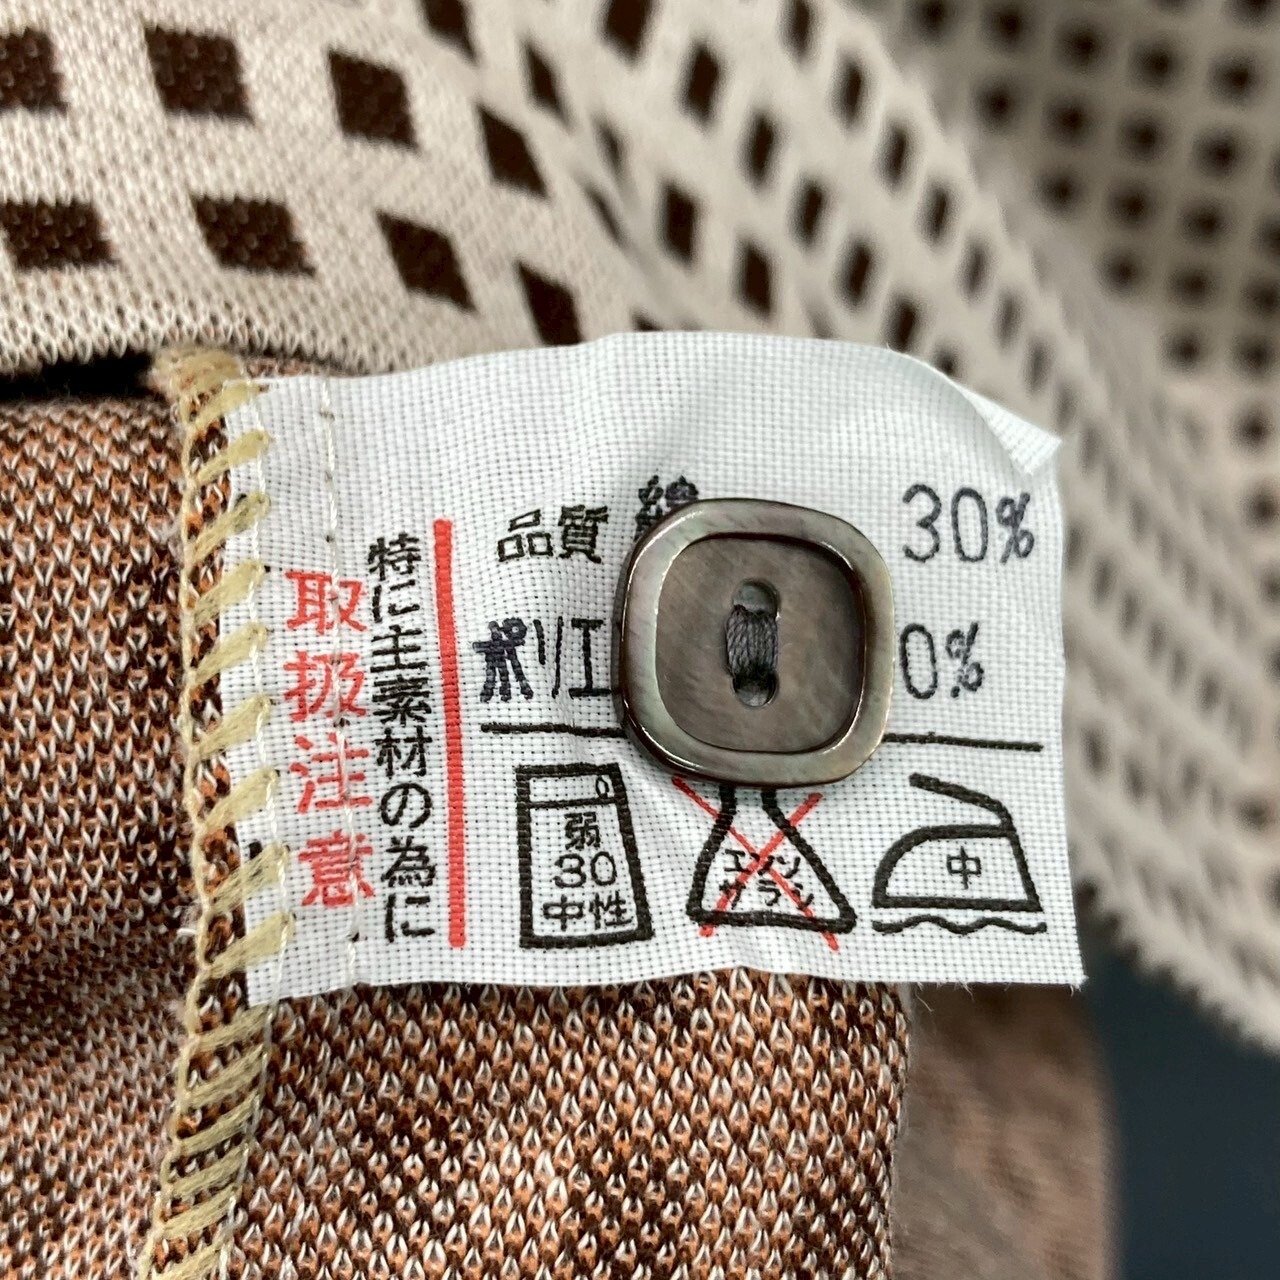 取扱注意
特に主素材の為に
品質 綿 30%
ポリエ 0%
弱
30
中性
エンソ
サラシ
中